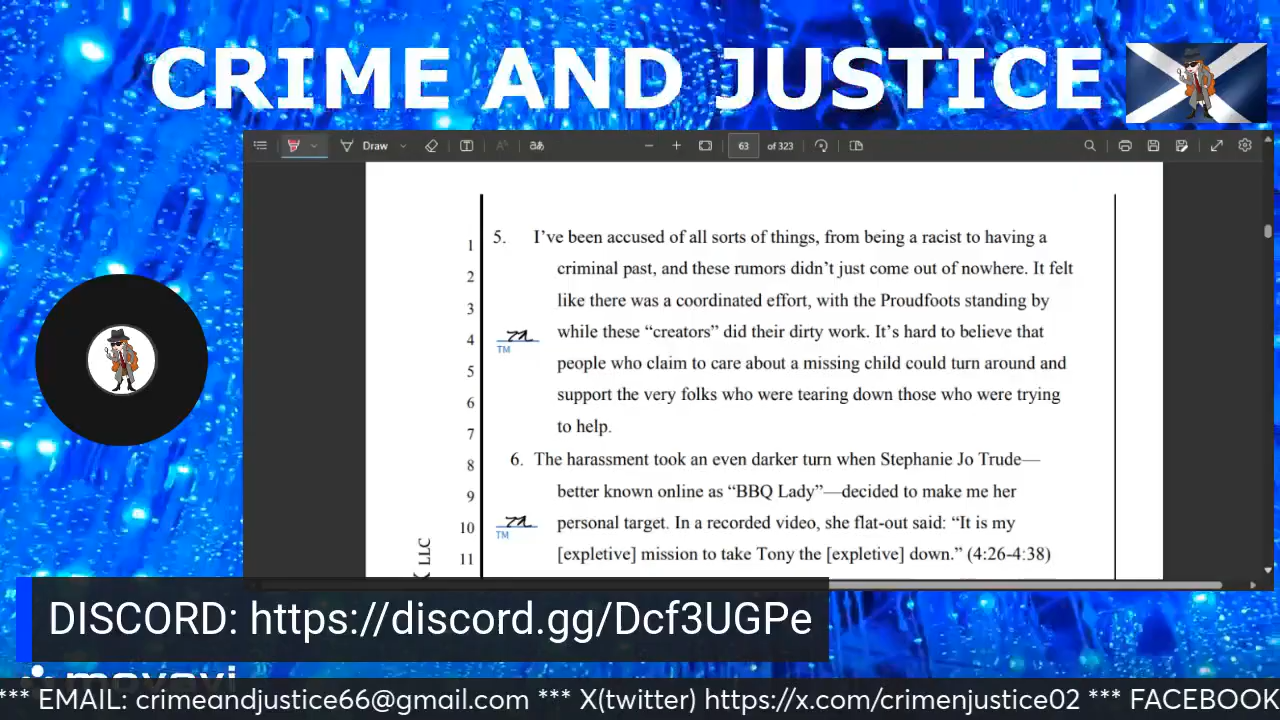 CRIME AND JUSTICE
Draw
63 of 323
1 5. I’ve been accused of all sorts of things, from being a racist to having a
2 criminal past, and these rumors didn’t just come out of nowhere. It felt
3 like there was a coordinated effort, with the Proudfoots standing by
4 while these “creators” did their dirty work. It’s hard to believe that
TM
5 people who claim to care about a missing child could turn around and
6 support the very folks who were tearing down those who were trying
7 to help.
8 6. The harassment took an even darker turn when Stephanie Jo Trude—
9 better known online as “BBQ Lady”—decided to make me her
10 personal target. In a recorded video, she flat-out said: “It is my
TM
11 [expletive] mission to take Tony the [expletive] down.” (4:26-4:38)
LLC
DISCORD: https://discord.gg/Dcf3UGPe
movavi
*** EMAIL: crimeandjustice66@gmail.com *** X(twitter) https://x.com/crimenjustice02 *** FACEBOOK